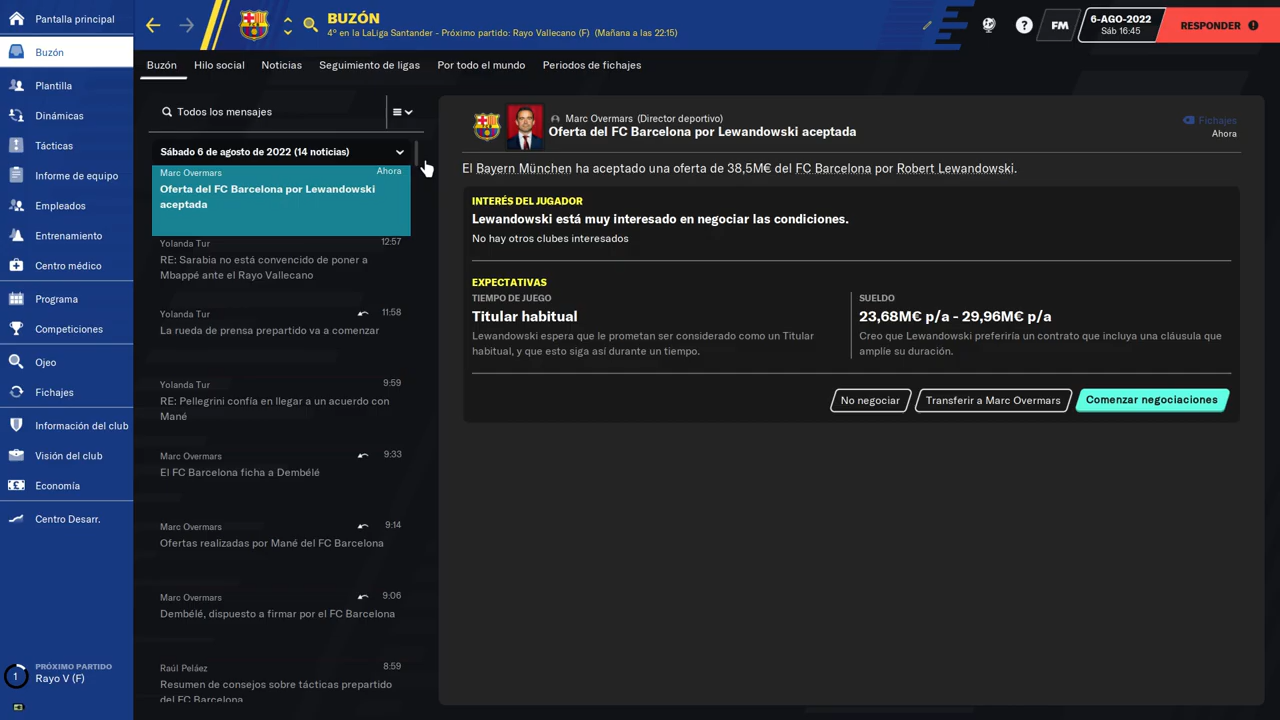 Pantalla principal
Buzón
Plantilla
Dinámicas
Tácticas
Informe de equipo
Empleados
Entrenamiento
Centro médico
Programa
Competiciones
Ojeo
Fichajes
Información del club
Visión del club
Economía
Centro Desarr.
1
PRÓXIMO PARTIDO
Rayo V (F)
BUZÓN
4º en la LaLiga Santander - Próximo partido: Rayo Vallecano (F) (Mañana a las 22:15)
FM
6-AGO-2022
Sáb 16:45
RESPONDER
Buzón Hilo social Noticias Seguimiento de ligas Por todo el mundo Periodos de fichajes
Todos los mensajes
Sábado 6 de agosto de 2022 (14 noticias)
Marc Overmars Ahora
Oferta del FC Barcelona por Lewandowski
aceptada
Yolanda Tur 12:57
RE: Sarabia no está convencido de poner a
Mbappé ante el Rayo Vallecano
Yolanda Tur 11:58
La rueda de prensa prepartido va a comenzar
Yolanda Tur 9:59
RE: Pellegrini confía en llegar a un acuerdo con
Mané
Marc Overmars 9:33
El FC Barcelona ficha a Dembélé
Marc Overmars 9:14
Ofertas realizadas por Mané del FC Barcelona
Marc Overmars 9:06
Dembélé, dispuesto a firmar por el FC Barcelona
Raúl Peláez 8:59
Resumen de consejos sobre tácticas prepartido
del FC Barcelona
Marc Overmars (Director deportivo)
Oferta del FC Barcelona por Lewandowski aceptada
Fichajes
Ahora
El Bayern München ha aceptado una oferta de 38,5M€ del FC Barcelona por Robert Lewandowski.
INTERÉS DEL JUGADOR
Lewandowski está muy interesado en negociar las condiciones.
No hay otros clubes interesados
EXPECTATIVAS
TIEMPO DE JUEGO
Titular habitual
Lewandowski espera que le prometan ser considerado como un Titular
habitual, y que esto siga así durante un tiempo.
SUELDO
23,68M€ p/a - 29,96M€ p/a
Creo que Lewandowski preferiría un contrato que incluya una cláusula que
amplíe su duración.
No negociar
Transferir a Marc Overmars
Comenzar negociaciones